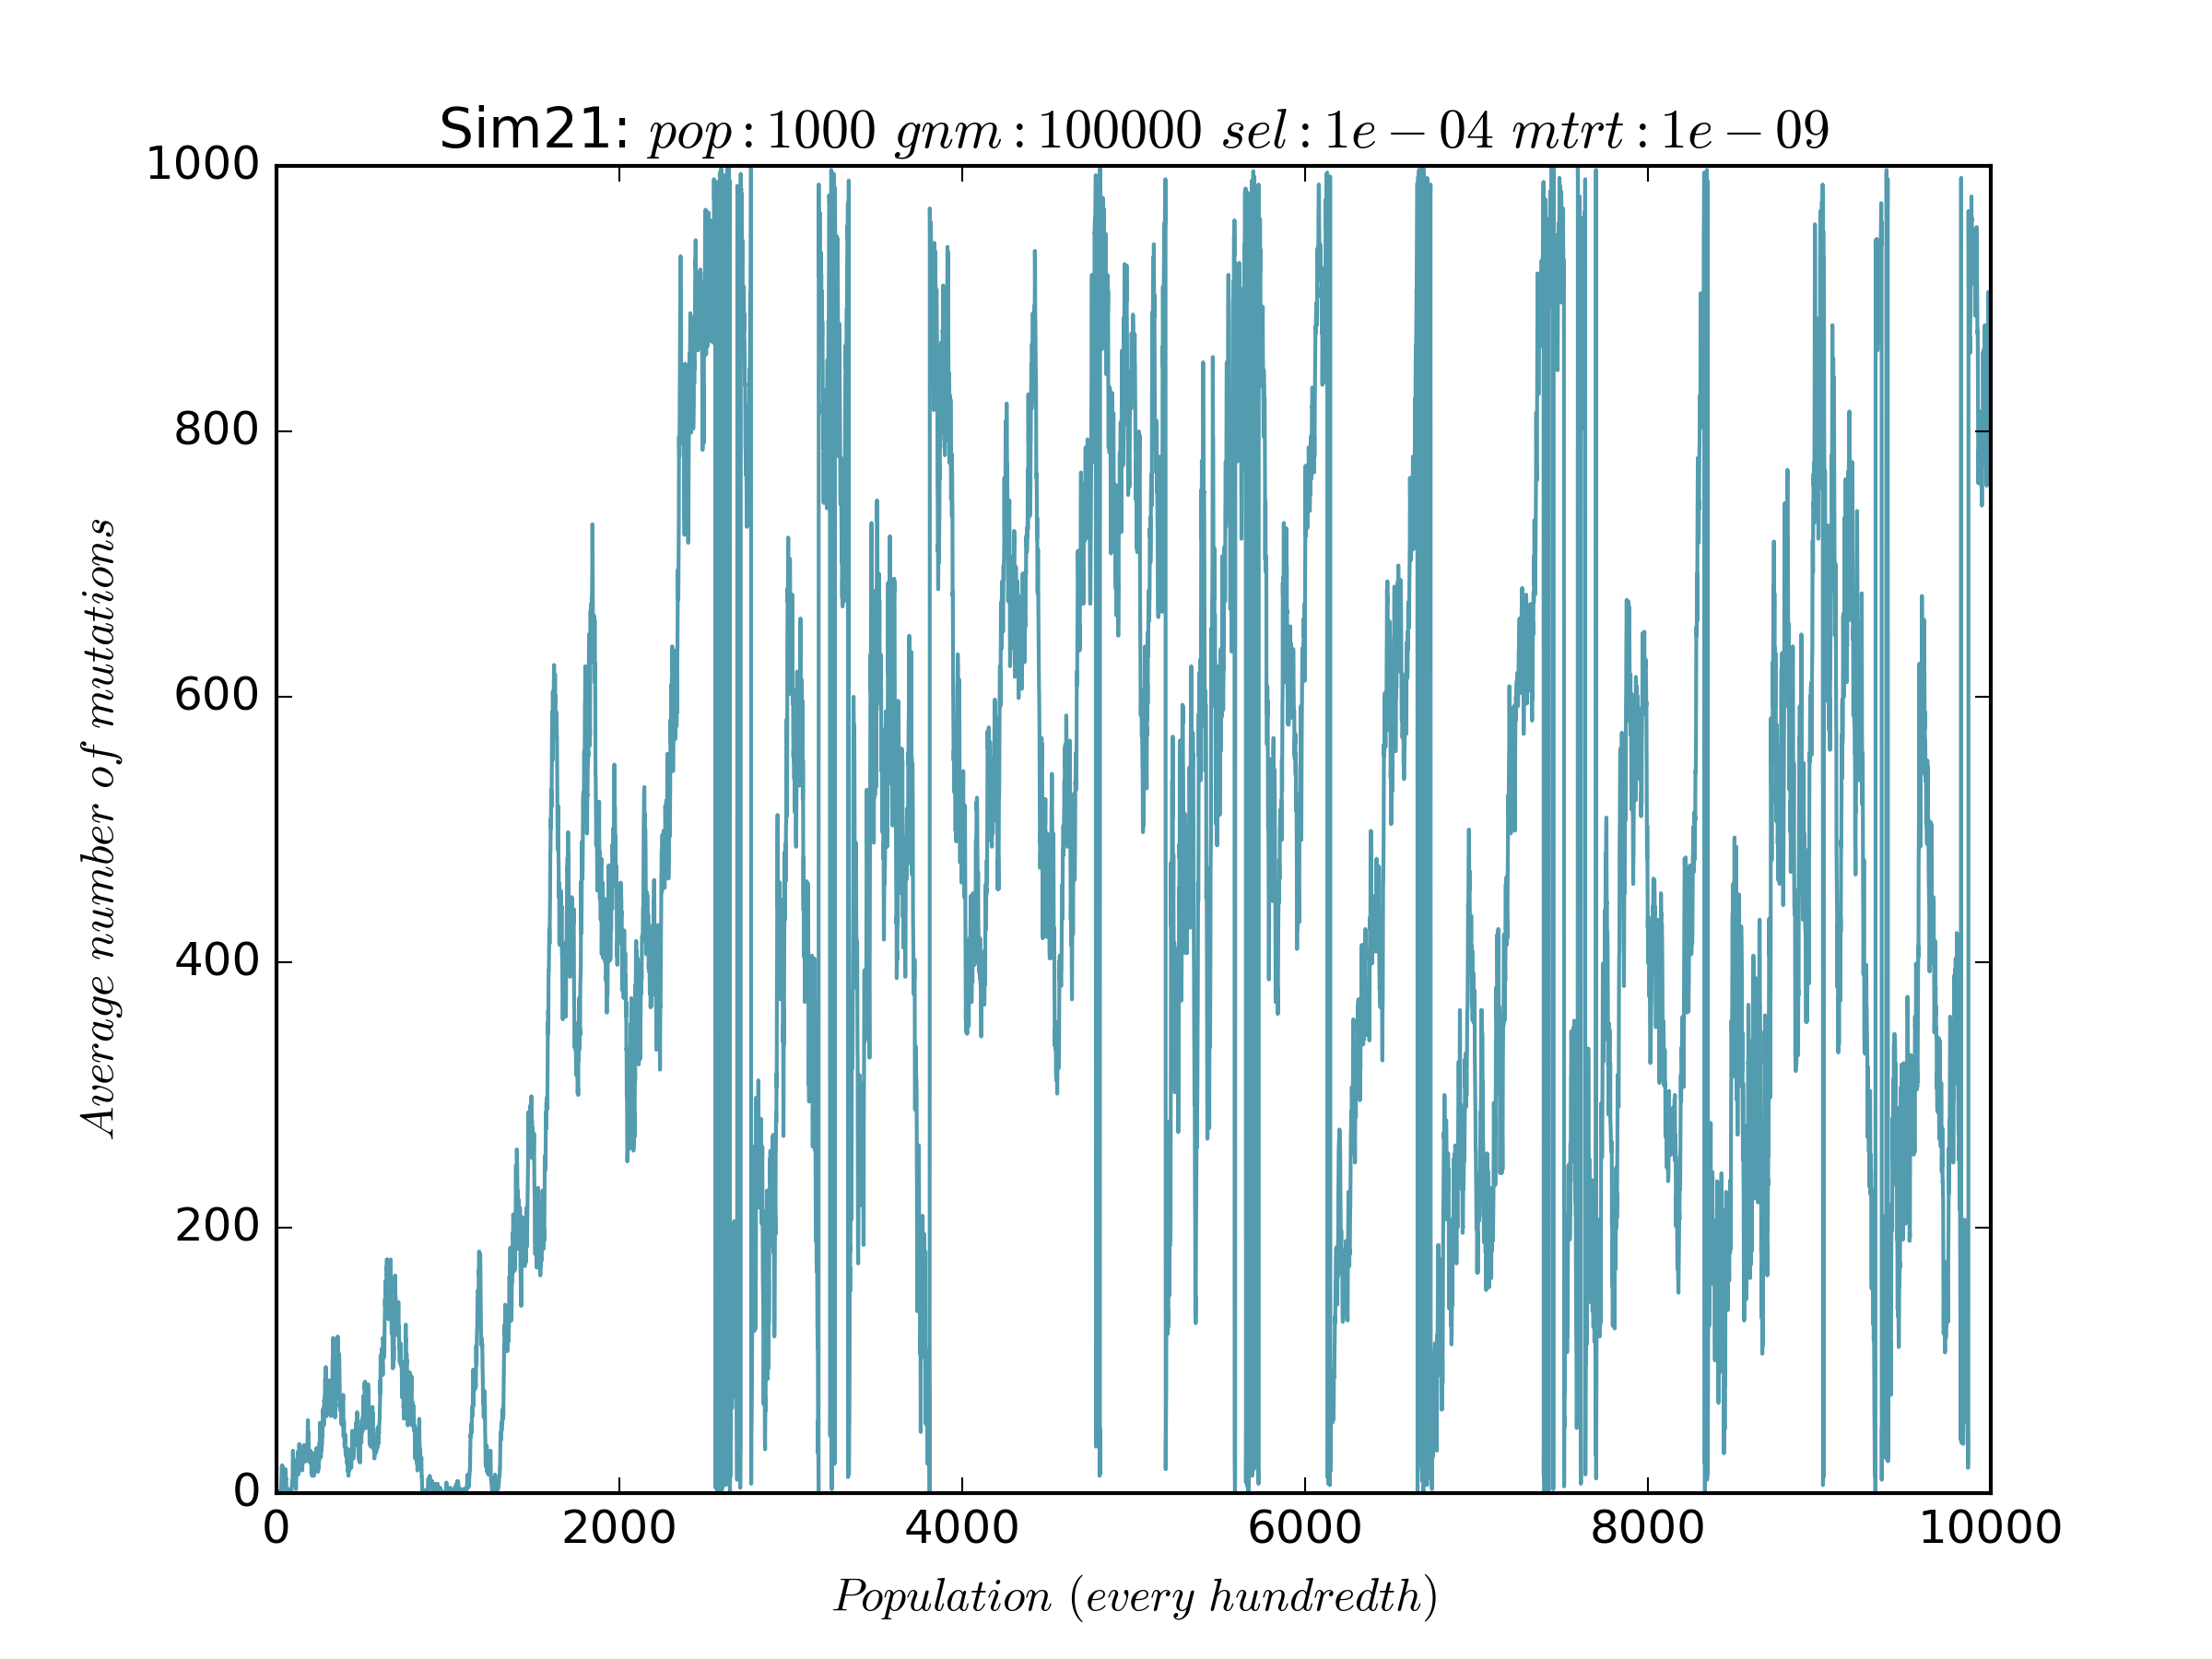 Sim21: pop : 1000 gnm : 100000 sel : 1e − 04 mtrt : 1e − 09
1000
800
600
400
200
0
Average number of mutations
0 2000 4000 6000 8000 10000
Population (every hundredth)